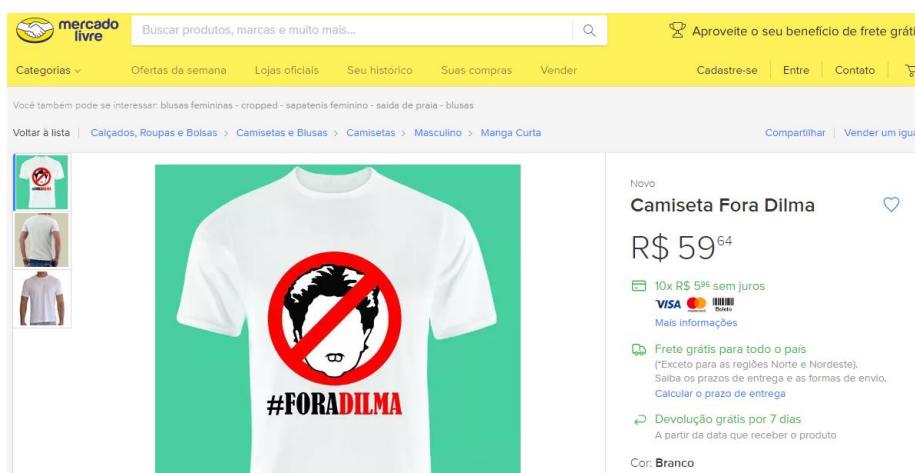 mercado
livre
Buscar produtos, marcas e muito mais...
Aproveite o seu benefício de frete gráti
Categorias
Ofertas da semana
Lojas oficiais
Seu histórico
Suas compras
Vender
Cadastre-se
Entre
Contato
Você também pode se interessar: blusas femininas - cropped - sapatenis feminino - saida de praia - blusas
Voltar à lista
Calçados, Roupas e Bolsas > Camisetas e Blusas > Camisetas > Masculino > Manga Curta
Compartilhar
Vender um igua
#FORADILMA
#FORADILMA
Novo
Camiseta Fora Dilma
R$ 59 64
10x R$ 5 96 sem juros
VISA
Boleto
Mais informações
Frete grátis para todo o país
(*Exceto para as regiões Norte e Nordeste).
Saiba os prazos de entrega e as formas de envio.
Calcular o prazo de entrega
Devolução grátis por 7 dias
A partir da data que receber o produto
Cor: Branco